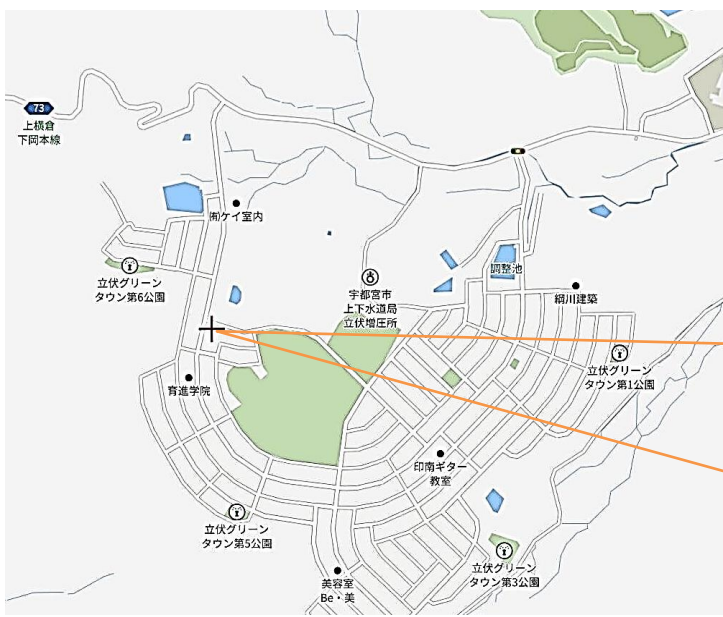 73
上横倉
下岡本線
㈲ケイ室内
立伏グリーン
タウン第6公園
宇都宮市
上下水道局
立伏増圧所
調整池
綱川建築
立伏グリーン
タウン第1公園
育進学院
印南ギター
教室
立伏グリーン
タウン第5公園
立伏グリーン
タウン第3公園
美容室
Be・美